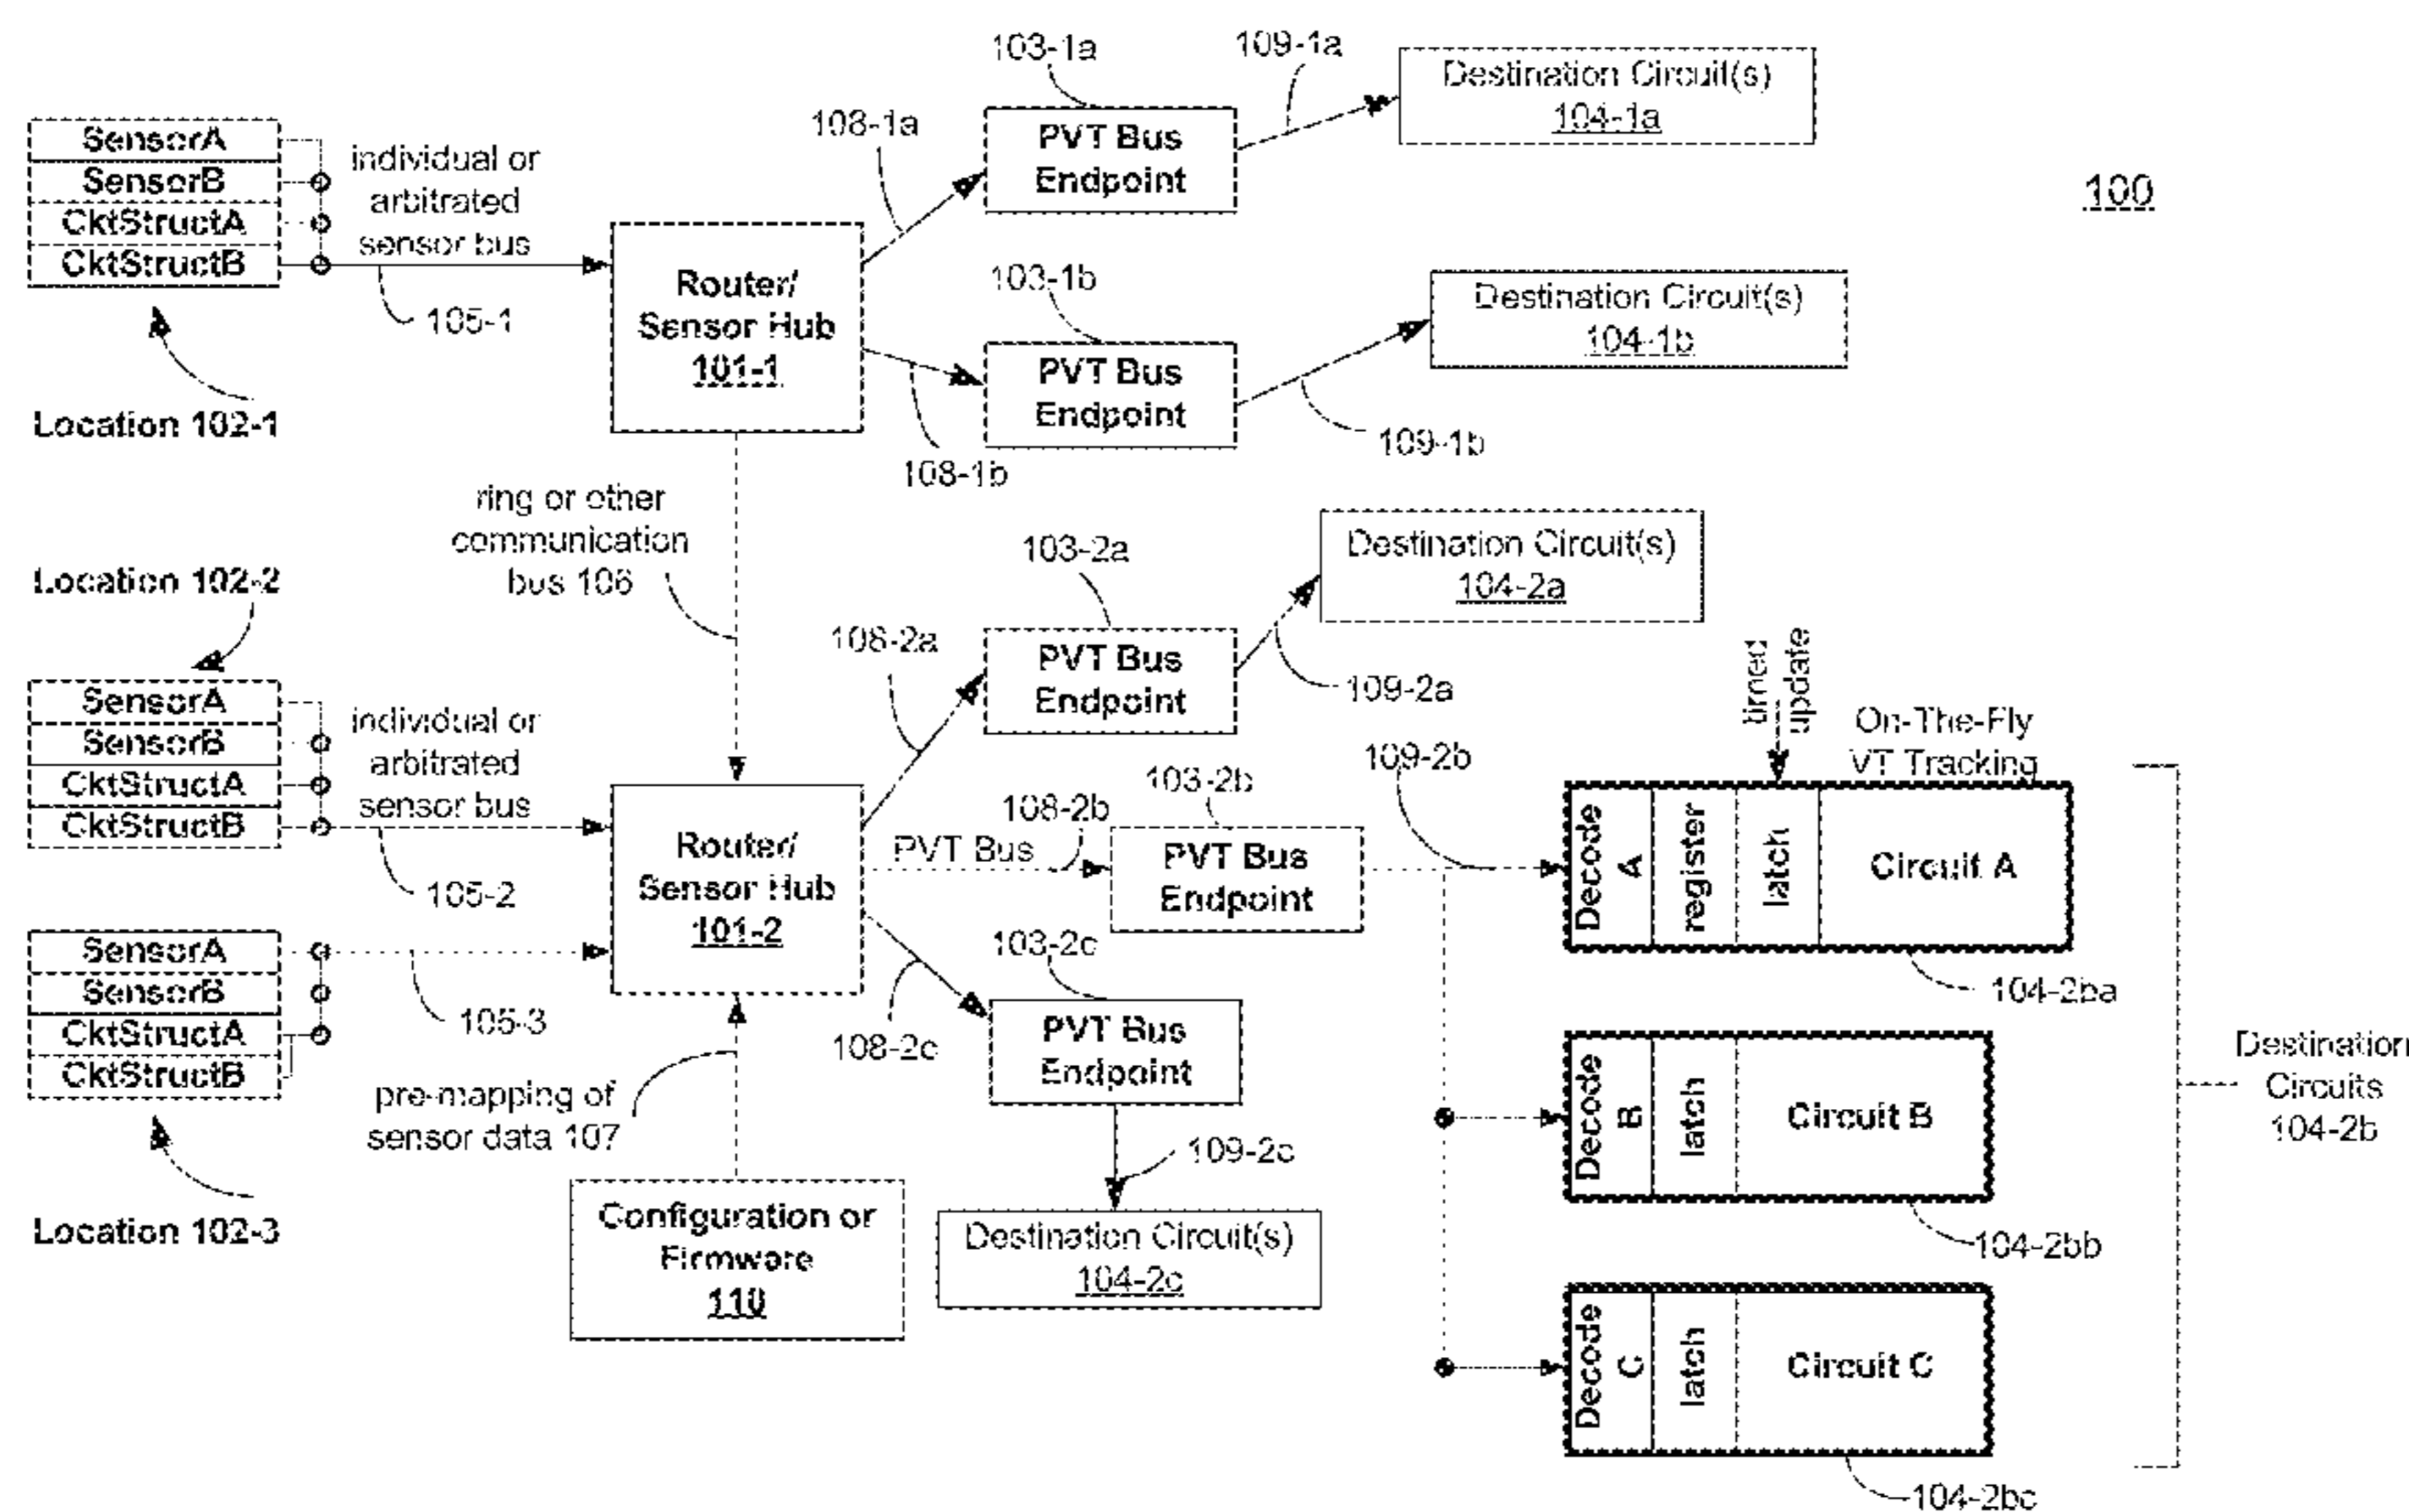 103-1a
109-1a
Destination Circuit(s)
104-1a
108-1a
PVT Bus
Endpoint
SensorA
SensorB
CktStructA
CktStructB
individual or
arbitrated
sensor bus
100
Router/
Sensor Hub
101-1
103-1b
Destination Circuit(s)
104-1b
105-1
PVT Bus
Endpoint
Location 102-1
109-1b
108-1b
ring or other
communication
bus 106
103-2a
Destination Circuit(s)
104-2a
Location 102-2
108-2a
PVT Bus
Endpoint
109-2a
timed
update
On-The-Fly
VT Tracking
SensorA
SensorB
CktStructA
CktStructB
individual or
arbitrated
sensor bus
109-2b
103-2b
108-2b
PVT Bus
PVT Bus
Endpoint
Router/
Sensor Hub
101-2
Decode
A
register
latch
Circuit A
105-2
103-2c
104-2ba
SensorA
SensorB
CktStructA
CktStructB
105-3
108-2c
PVT Bus
Endpoint
Decode
B
latch
Circuit B
Destination
Circuits
104-2b
pre-mapping of
sensor data 107
109-2c
Location 102-3
Configuration or
Firmware
110
Destination Circuit(s)
104-2c
104-2bb
Decode
C
latch
Circuit C
104-2bc